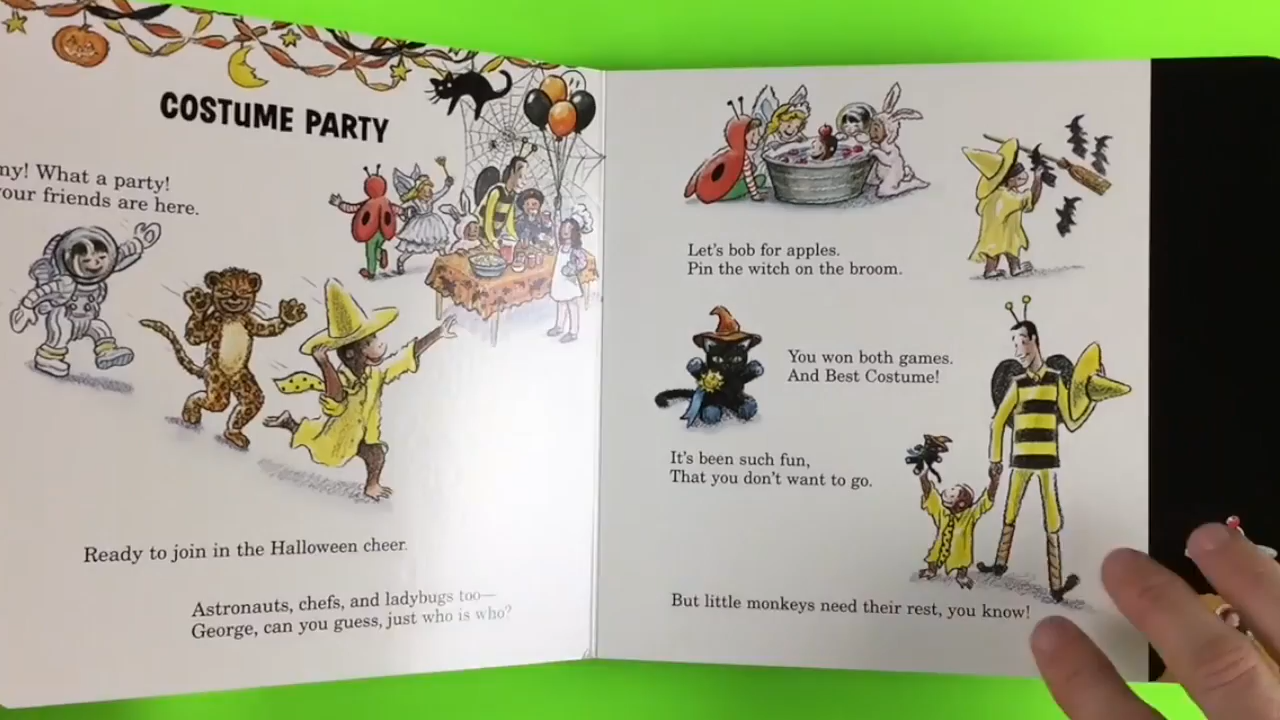 COSTUME PARTY
What a party!
your friends are here.
Ready to join in the Halloween cheer.
Astronauts, chefs, and ladybugs too—
George, can you guess, just who is who?
Let's bob for apples.
Pin the witch on the broom.
You won both games.
And Best Costume!
It's been such fun,
That you don't want to go.
But little monkeys need their rest, you know!